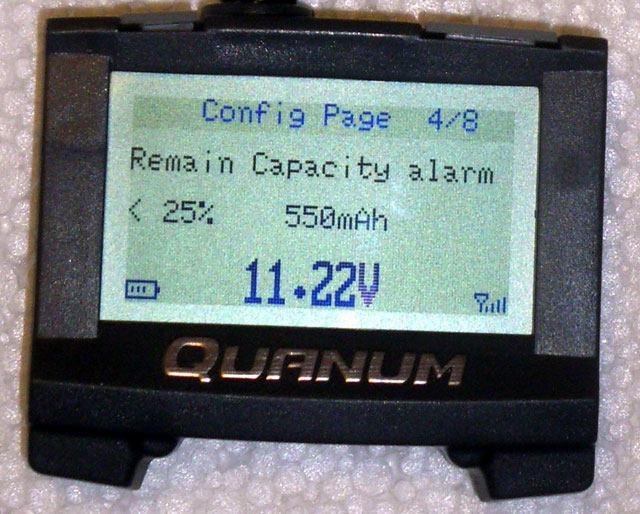 Config Page 4/8
Remain Capacity alarm
< 25% 550mAh
11.22V
QUANUM